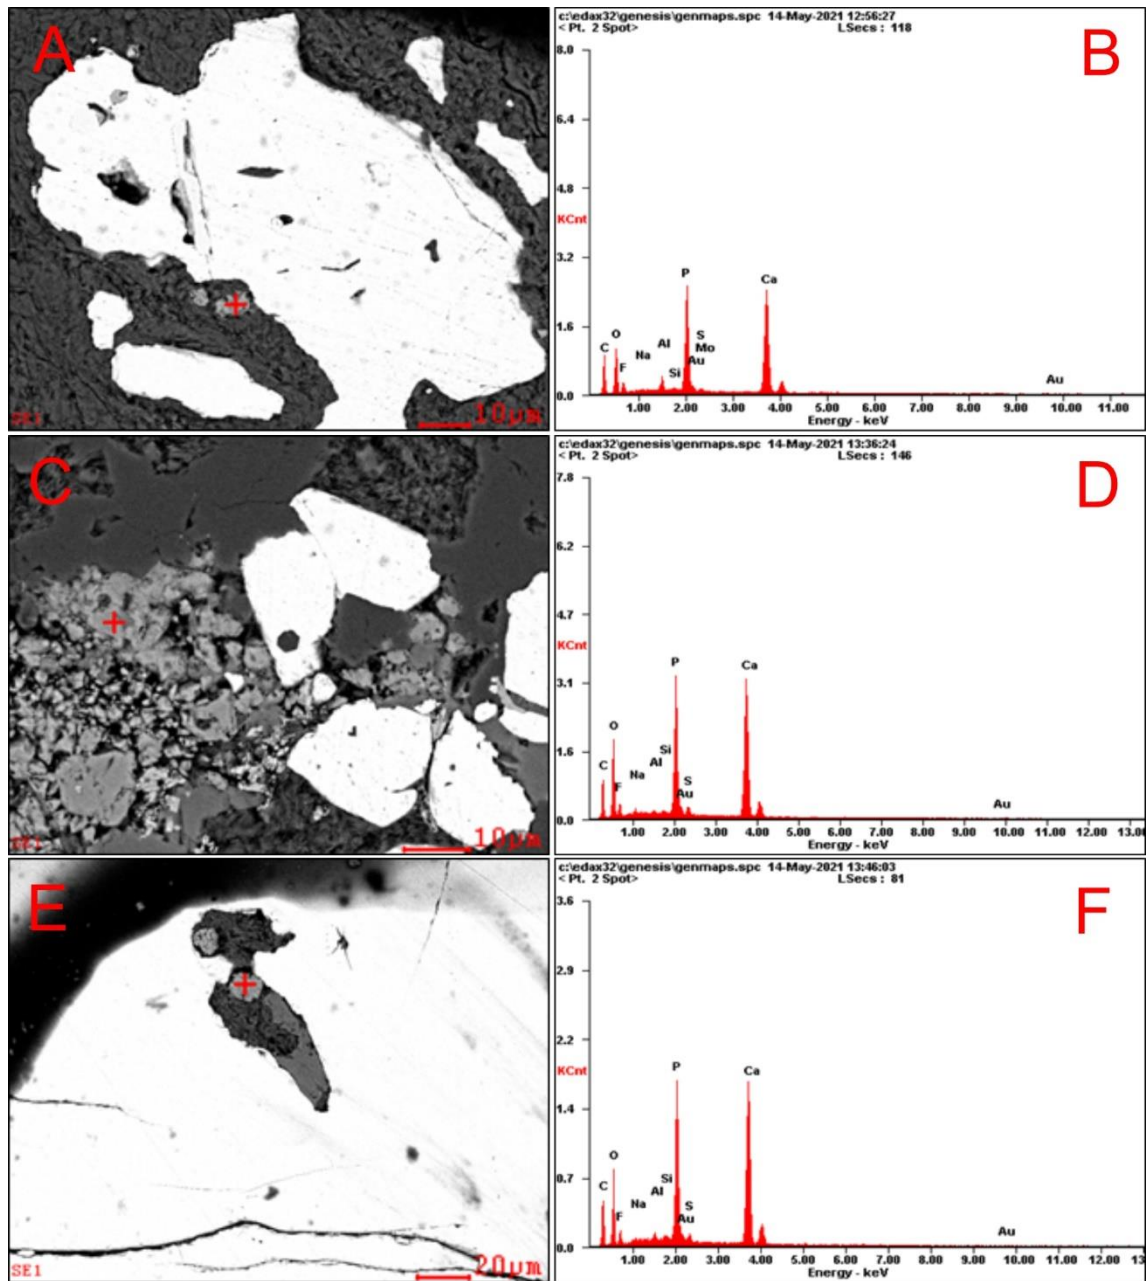 A
SE1
10µm
c:\edax32\genesis\genmaps.spc 14-May-2021 12:56:27
< Pt. 2 Spot> LSecs : 118
B
8.0
6.4
4.8
KCnt
3.2
1.6
0.0
C O F Na Al Si P Au S Mo Ca Au
1.00 2.00 3.00 4.00 5.00 6.00 7.00 8.00 9.00 10.00 11.00
Energy - keV
C
SE1
10µm
c:\edax32\genesis\genmaps.spc 14-May-2021 13:36:24
< Pt. 2 Spot> LSecs : 146
D
7.8
6.2
4.7
KCnt
3.1
1.6
0.0
C O F Na Al Si P Au S Ca Au
1.00 2.00 3.00 4.00 5.00 6.00 7.00 8.00 9.00 10.00 11.00 12.00 13.00
Energy - keV
E
SE1
20µm
c:\edax32\genesis\genmaps.spc 14-May-2021 13:46:03
< Pt. 2 Spot> LSecs : 81
F
3.6
2.9
2.2
KCnt
1.4
0.7
0.0
C O F Na Al Si P Au S Ca Au
1.00 2.00 3.00 4.00 5.00 6.00 7.00 8.00 9.00 10.00 11.00 12.00
Energy - keV